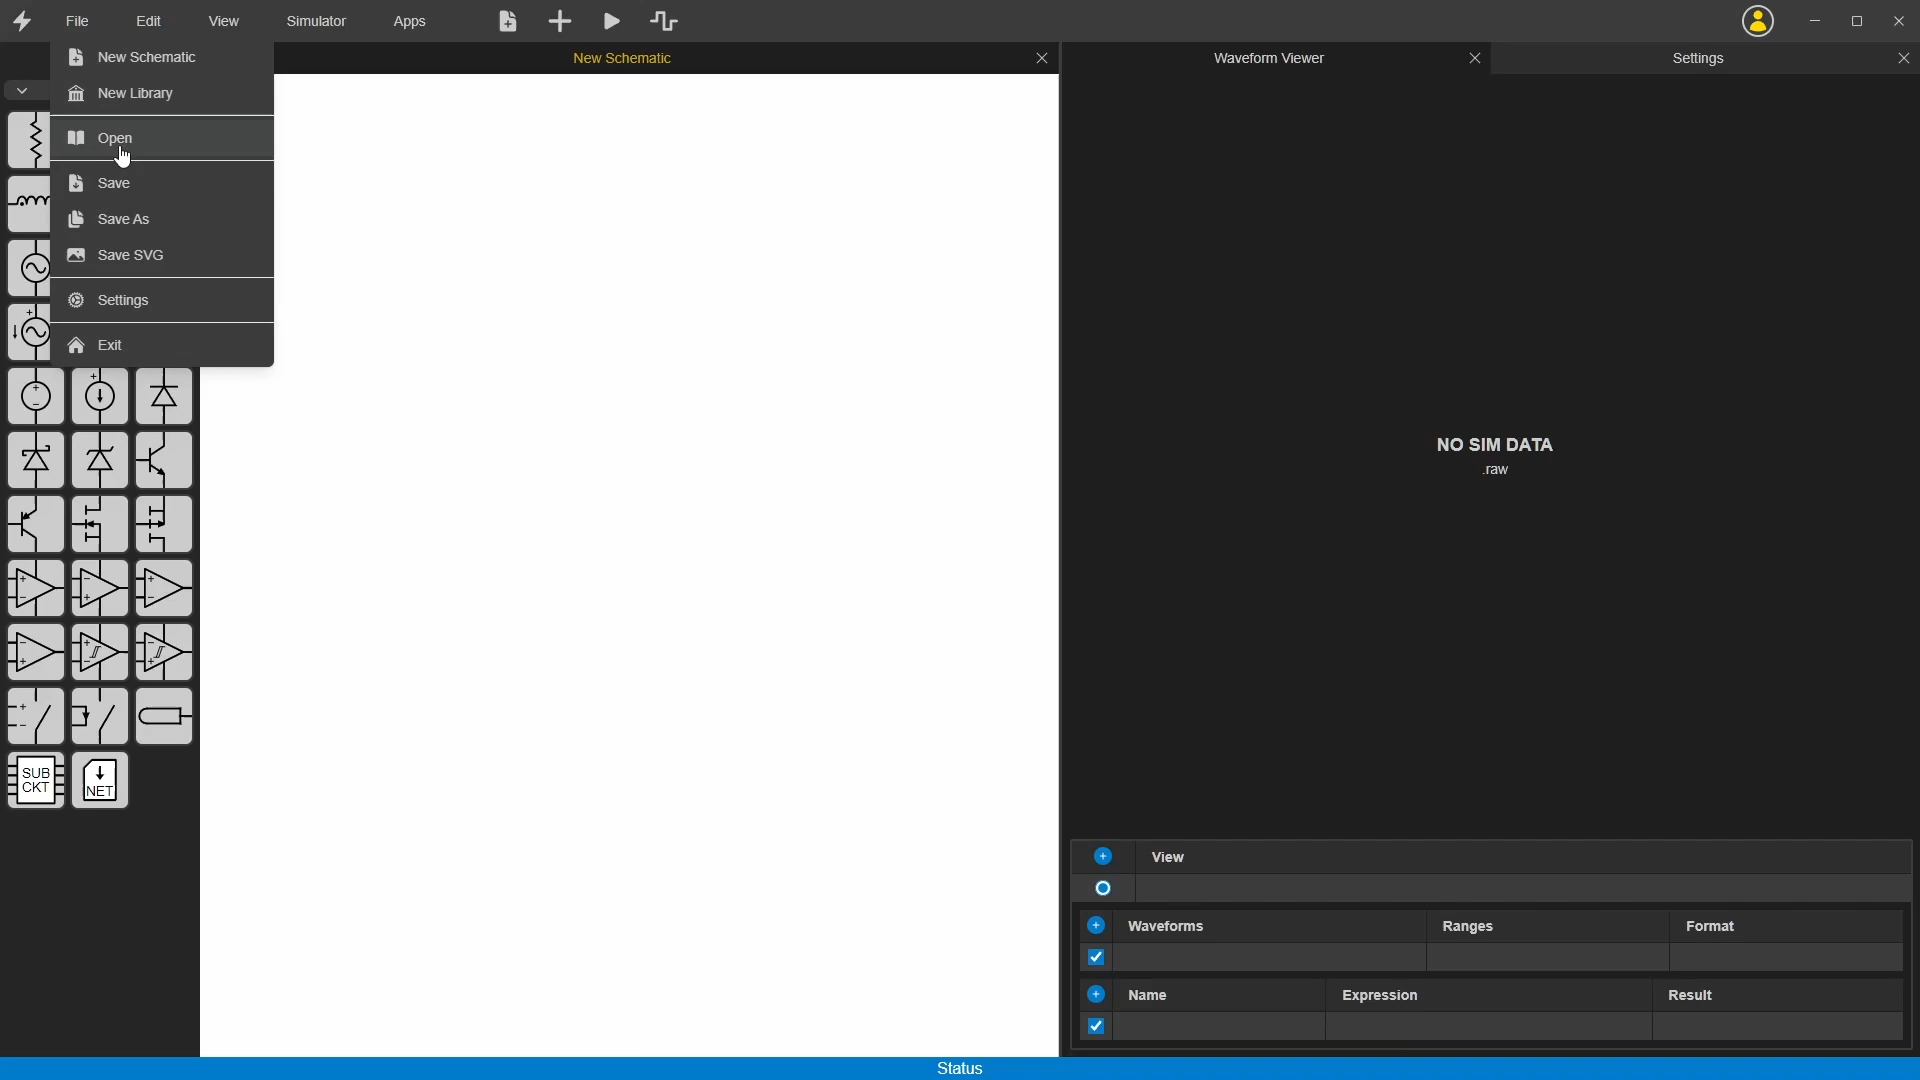 File Edit View Simulator Apps
New Schematic
New Library
Open
Save
Save As
Save SVG
Settings
Exit
SUB
CKT
NET
New Schematic
Waveform Viewer
Settings
NO SIM DATA
.raw
View
Waveforms Ranges Format
Name Expression Result
Status